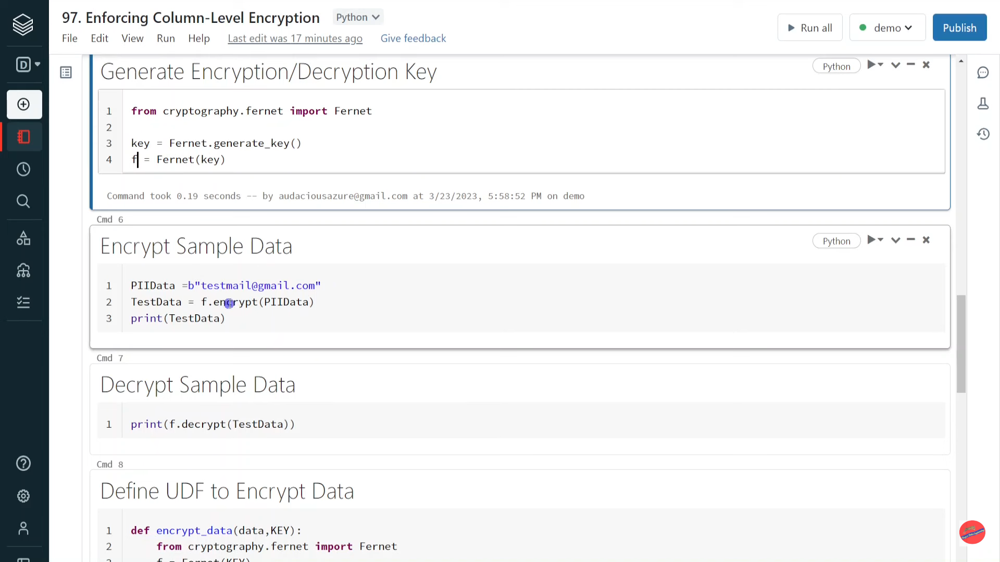 97. Enforcing Column-Level Encryption
Python
File Edit View Run Help Last edit was 17 minutes ago Give feedback
Run all
demo
Publish
D
Generate Encryption/Decryption Key
Python
1 from cryptography.fernet import Fernet
2
3 key = Fernet.generate_key()
4 f = Fernet(key)
Command took 0.19 seconds -- by audaciousazure@gmail.com at 3/23/2023, 5:58:52 PM on demo
Cmd 6
Encrypt Sample Data
Python
1 PIIData =b"testmail@gmail.com"
2 TestData = f.encrypt(PIIData)
3 print(TestData)
Cmd 7
Decrypt Sample Data
1 print(f.decrypt(TestData))
Cmd 8
Define UDF to Encrypt Data
1 def encrypt_data(data,KEY):
2 from cryptography.fernet import Fernet
3 f = Fernet(KEY)